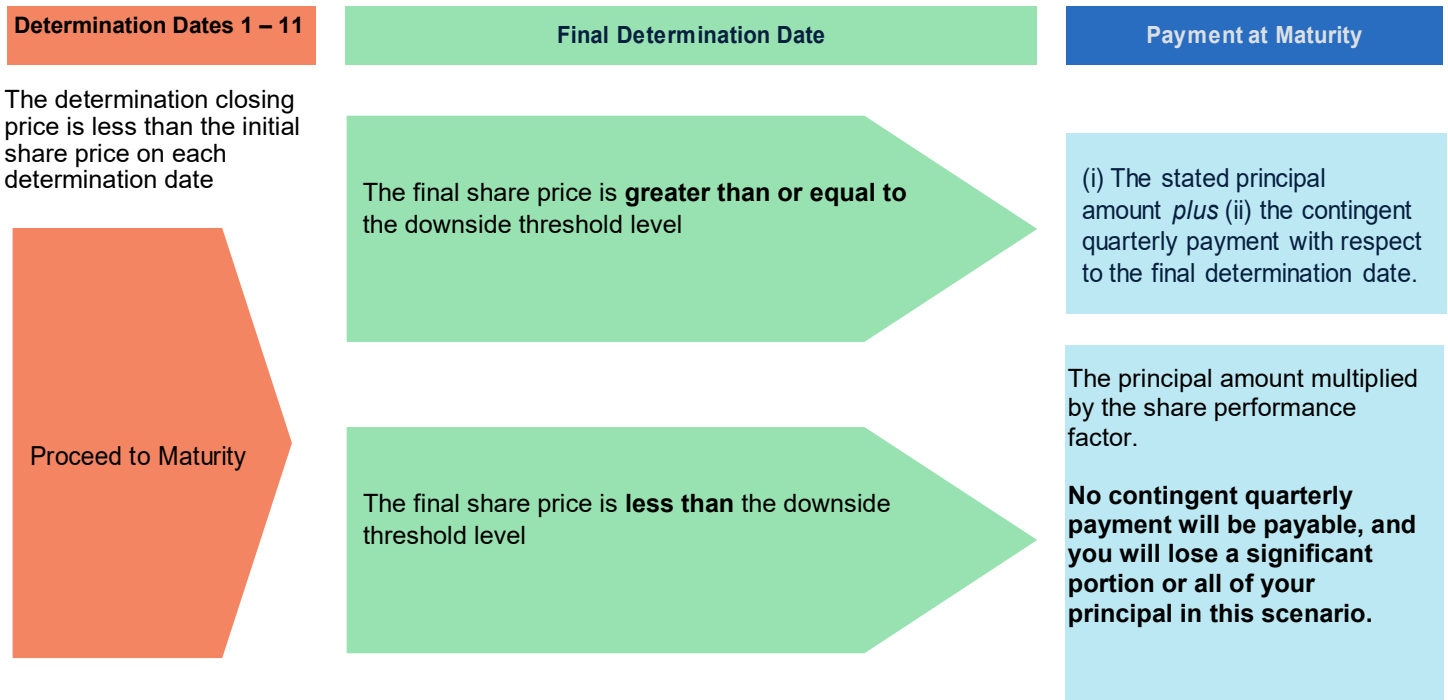 Determination Dates 1 – 11
Final Determination Date
Payment at Maturity
The determination closing
price is less than the initial
share price on each
determination date
Proceed to Maturity
The final share price is greater than or equal to
the downside threshold level
(i) The stated principal
amount plus (ii) the contingent
quarterly payment with respect
to the final determination date.
The final share price is less than the downside
threshold level
The principal amount multiplied
by the share performance
factor.
No contingent quarterly
payment will be payable, and
you will lose a significant
portion or all of your
principal in this scenario.